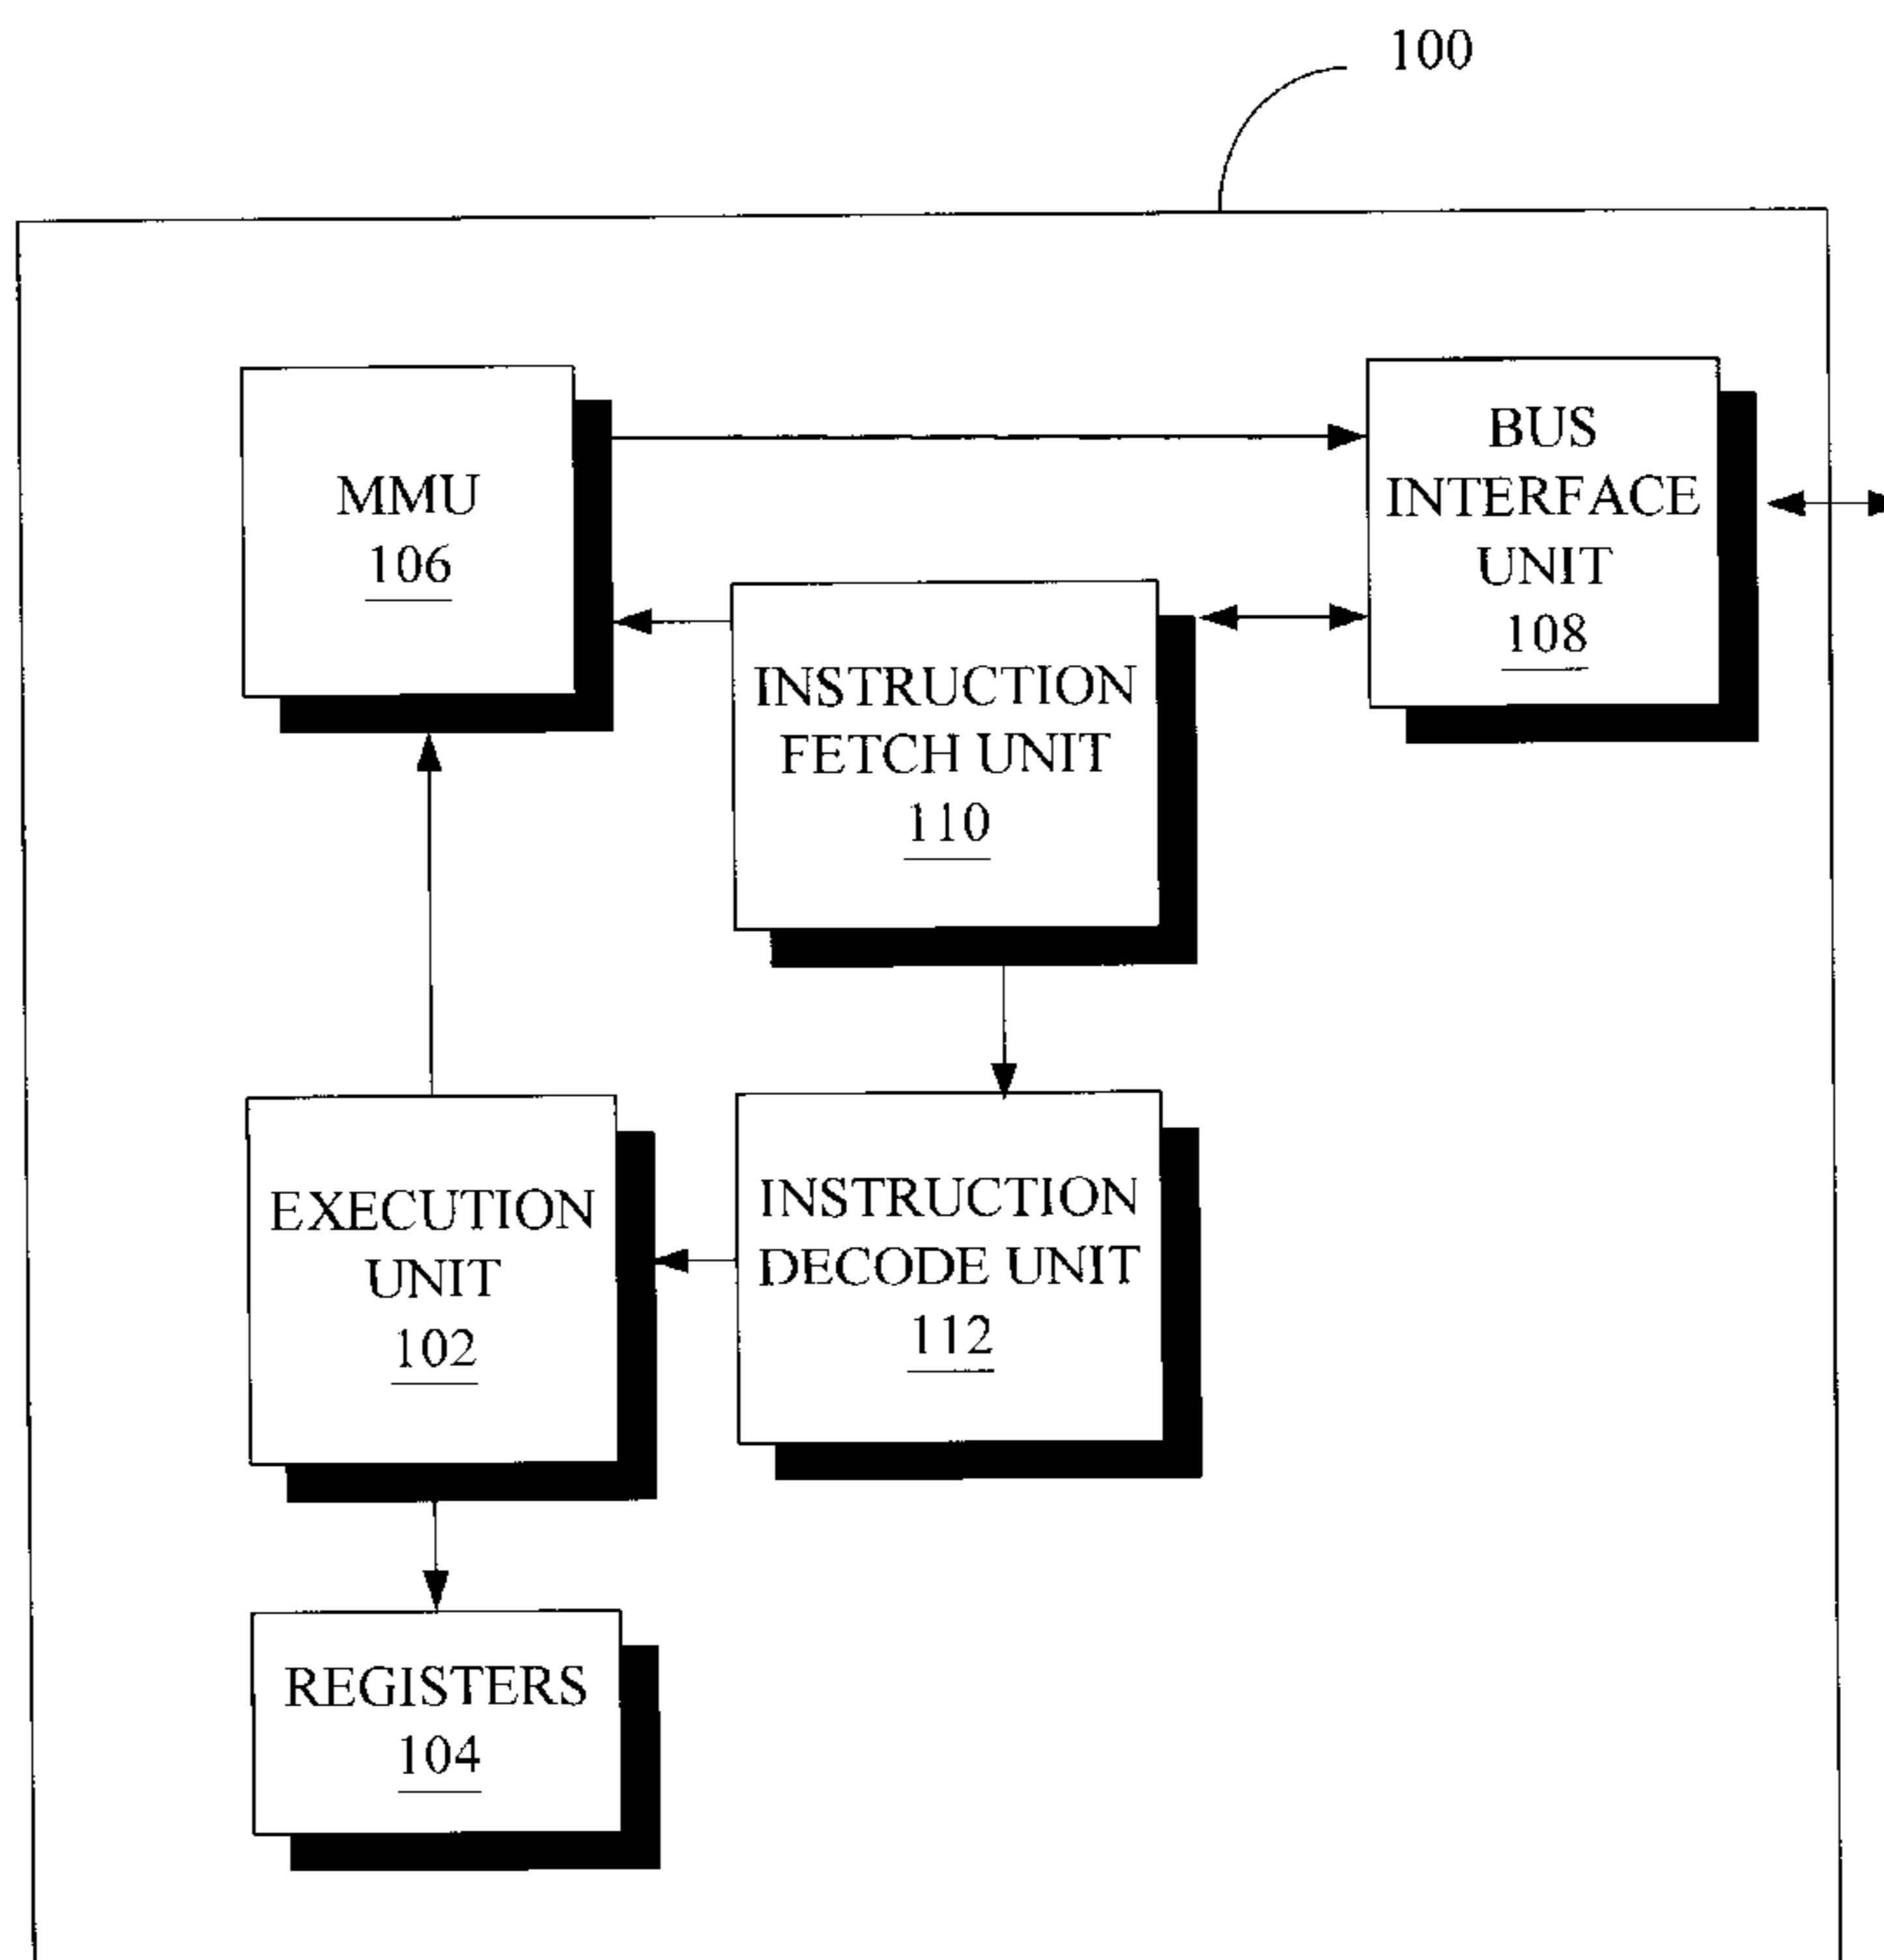 100
MMU
106
BUS
INTERFACE
UNIT
108
INSTRUCTION
FETCH UNIT
110
EXECUTION
UNIT
102
INSTRUCTION
DECODE UNIT
112
REGISTERS
104